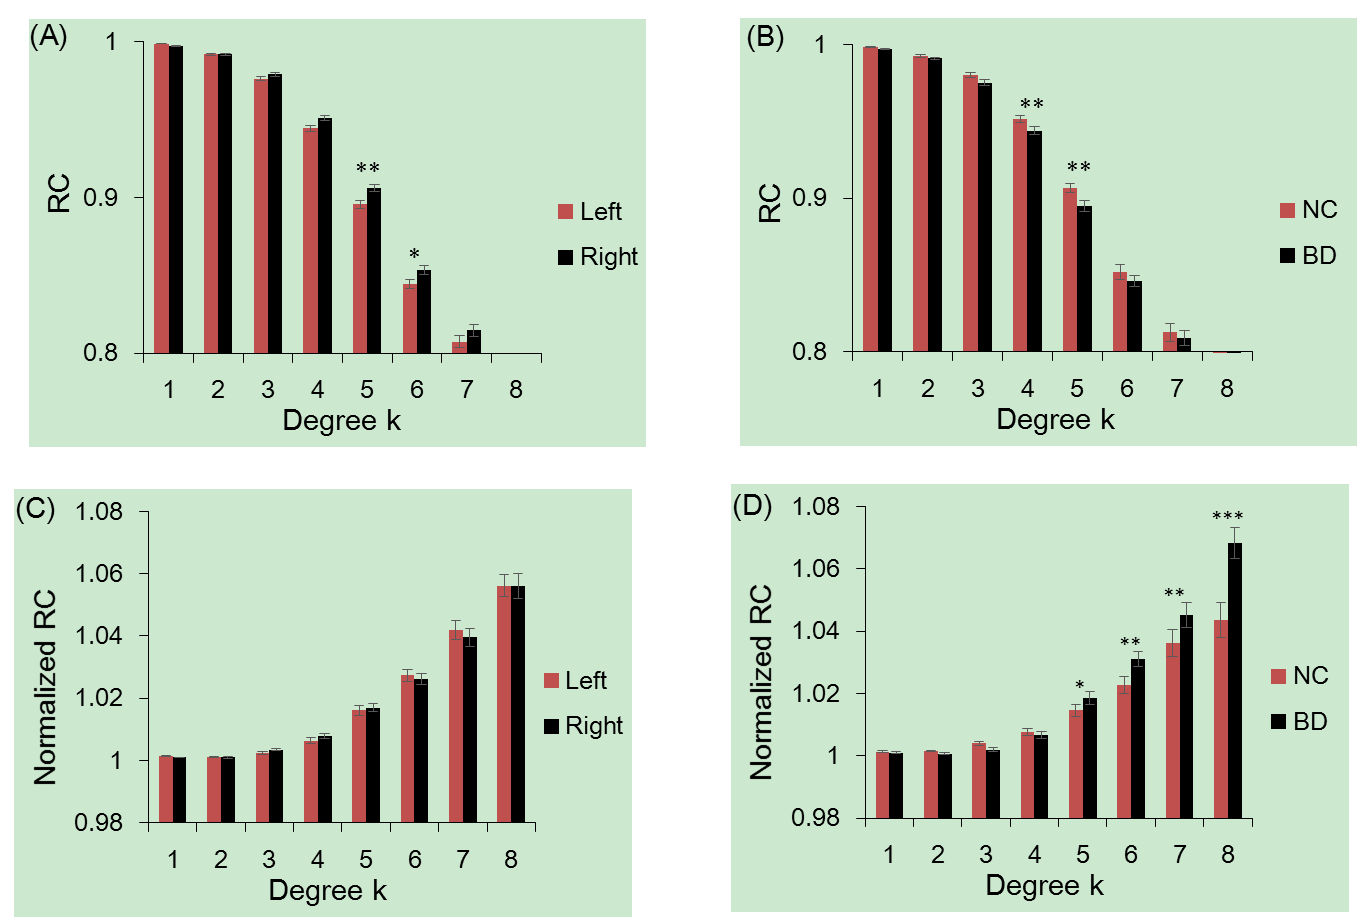 (A)
1
0.9
0.8
RC
**
*
1 2 3 4 5 6 7 8
Degree k
Left
Right
(B)
1
0.9
0.8
RC
**
**
1 2 3 4 5 6 7 8
Degree k
NC
BD
(C)
1.08
1.06
1.04
1.02
1
0.98
Normalized RC
1 2 3 4 5 6 7 8
Degree k
Left
Right
(D)
1.08
1.06
1.04
1.02
1
0.98
Normalized RC
*
**
**
***
1 2 3 4 5 6 7 8
Degree k
NC
BD